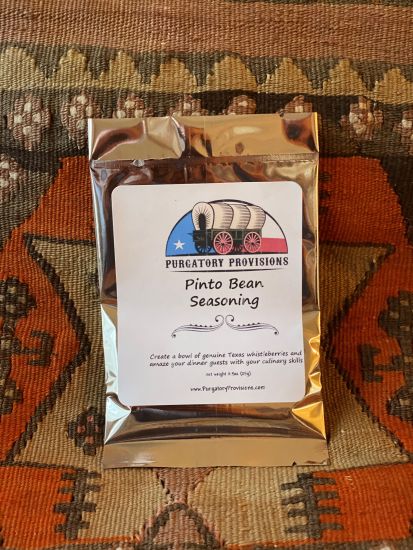 PURGATORY PROVISIONS
Pinto Bean
Seasoning
Create a bowl of genuine Texas whistleberries and
amaze your dinner guests with your culinary skills
www.PurgatoryProvisions.com